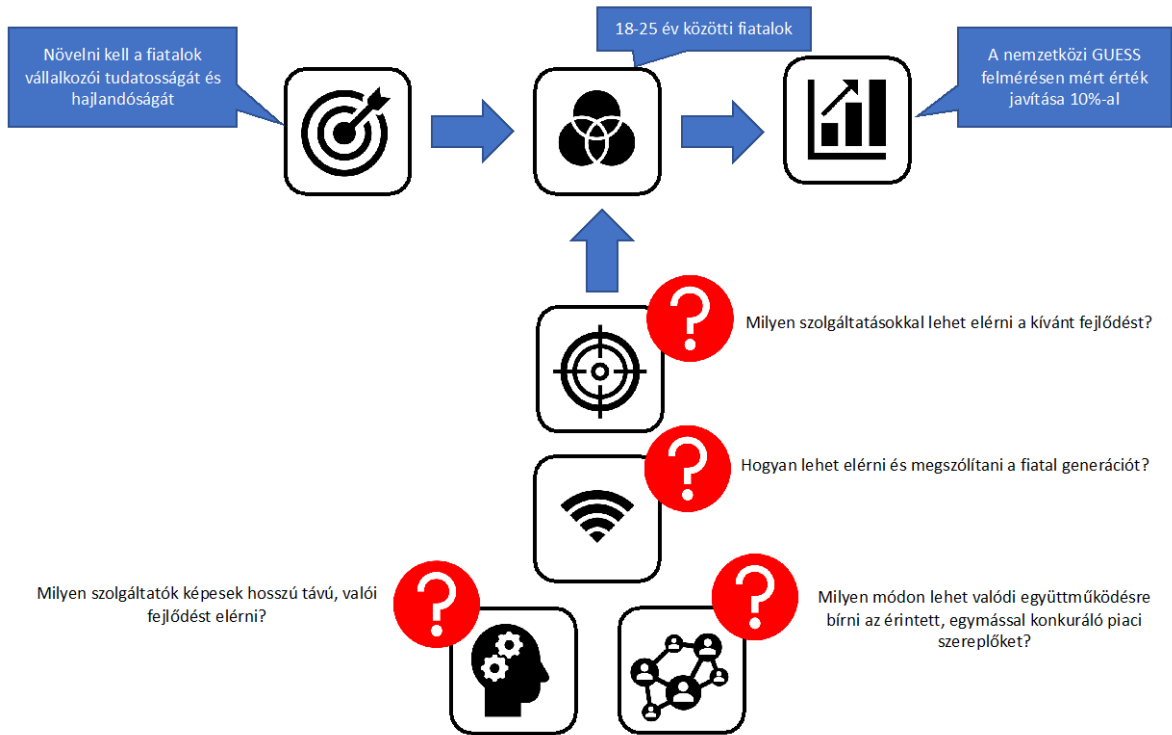 Növelni kell a fiatalok
vállalkozói tudatosságát és
hajlandóságát
18-25 év közötti fiatalok
A nemzetközi GUESS
felmérésen mért érték
javítása 10%-al
?
Milyen szolgáltatásokkal lehet elérni a kívánt fejlődést?
?
Hogyan lehet elérni és megszólítani a fiatal generációt?
Milyen szolgáltatók képesek hosszú távú, valói
fejlődést elérni?
?
?
Milyen módon lehet valódi együttműködésre
bírni az érintett, egymással konkuráló piaci
szereplőket?